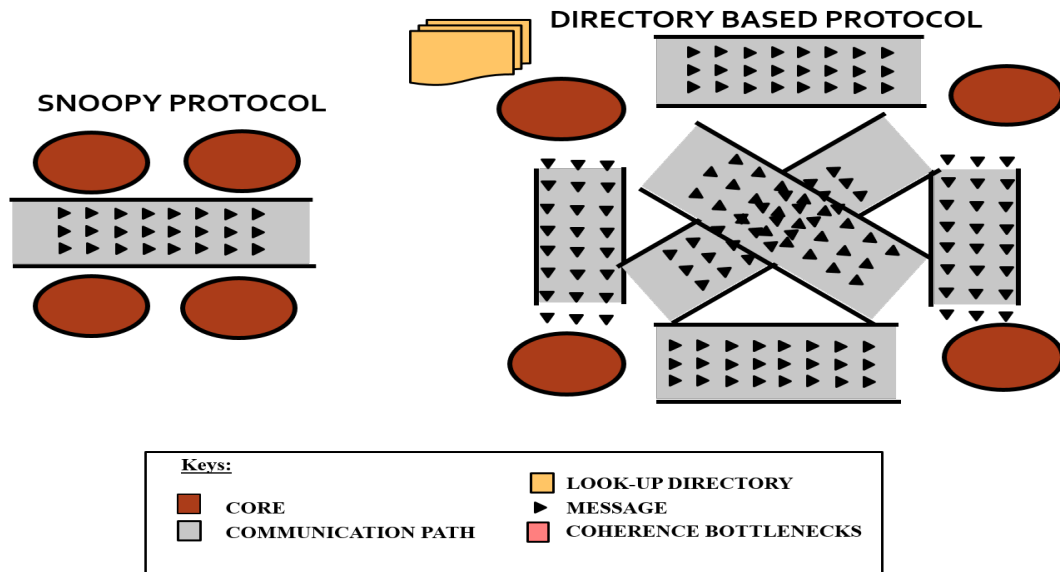 DIRECTORY BASED PROTOCOL
SNOOPY PROTOCOL
Keys:
CORE
COMMUNICATION PATH
LOOK-UP DIRECTORY
MESSAGE
COHERENCE BOTTLENECKS